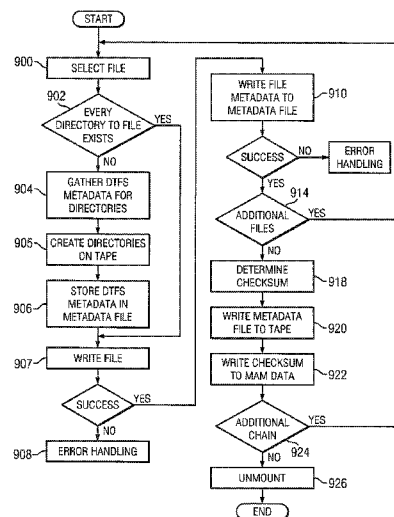 START
900
SELECT FILE
902
EVERY
DIRECTORY TO FILE
EXISTS
YES
NO
904
GATHER DTFS
METADATA FOR
DIRECTORIES
905
CREATE DIRECTORIES
ON TAPE
906
STORE DTFS
METADATA IN
METADATA FILE
907
WRITE FILE
SUCCESS
YES
NO
908
ERROR HANDLING
WRITE FILE
METADATA TO
METADATA FILE
910
SUCCESS
NO
ERROR
HANDLING
YES
914
ADDITIONAL
FILES
YES
NO
DETERMINE
CHECKSUM
918
WRITE METADATA
FILE TO TAPE
920
WRITE CHECKSUM
TO MAM DATA
922
ADDITIONAL
CHAIN
YES
924
NO
UNMOUNT
926
END